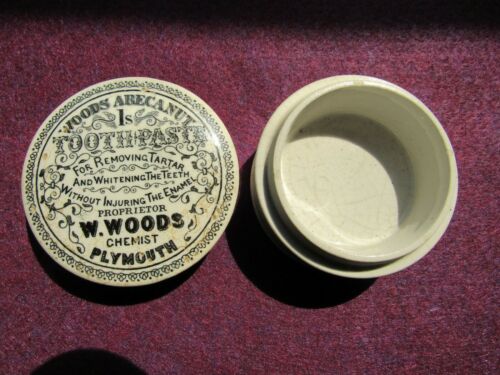 WOODS ARECANUT
Is
TOOTH PASTE
FOR REMOVING TARTAR
AND WHITENING THE TEETH
WITHOUT INJURING THE ENAMEL
PROPRIETOR
W. WOODS
CHEMIST
PLYMOUTH